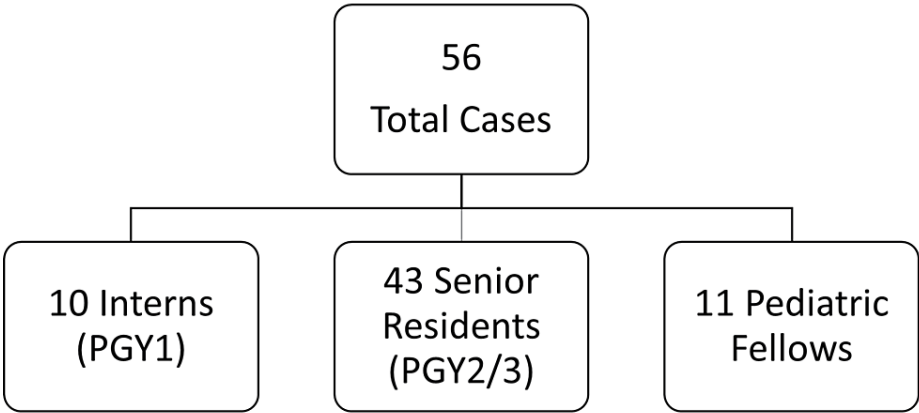 56
Total Cases
10 Interns
(PGY1)
43 Senior
Residents
(PGY2/3)
11 Pediatric
Fellows